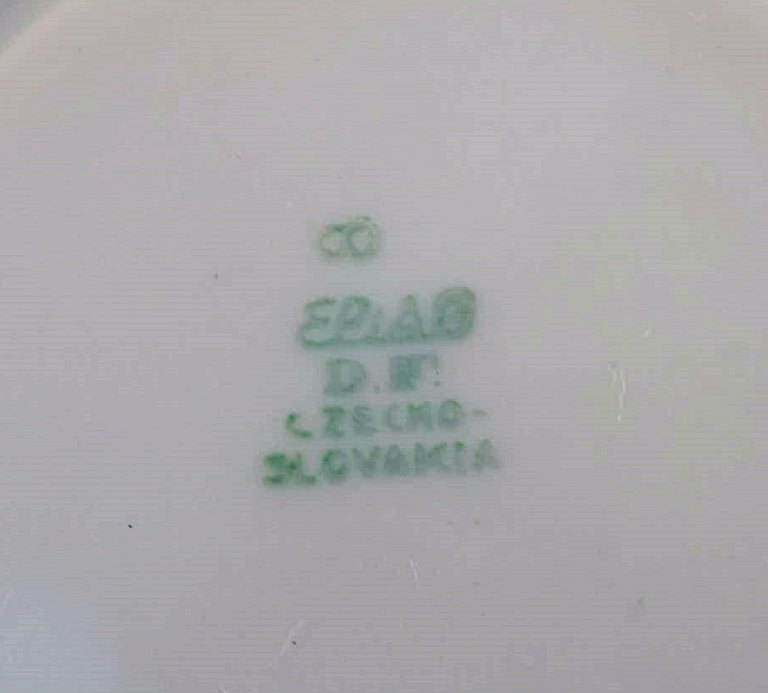 EPIAG
D.F.
CZECHO-
SLOVAKIA